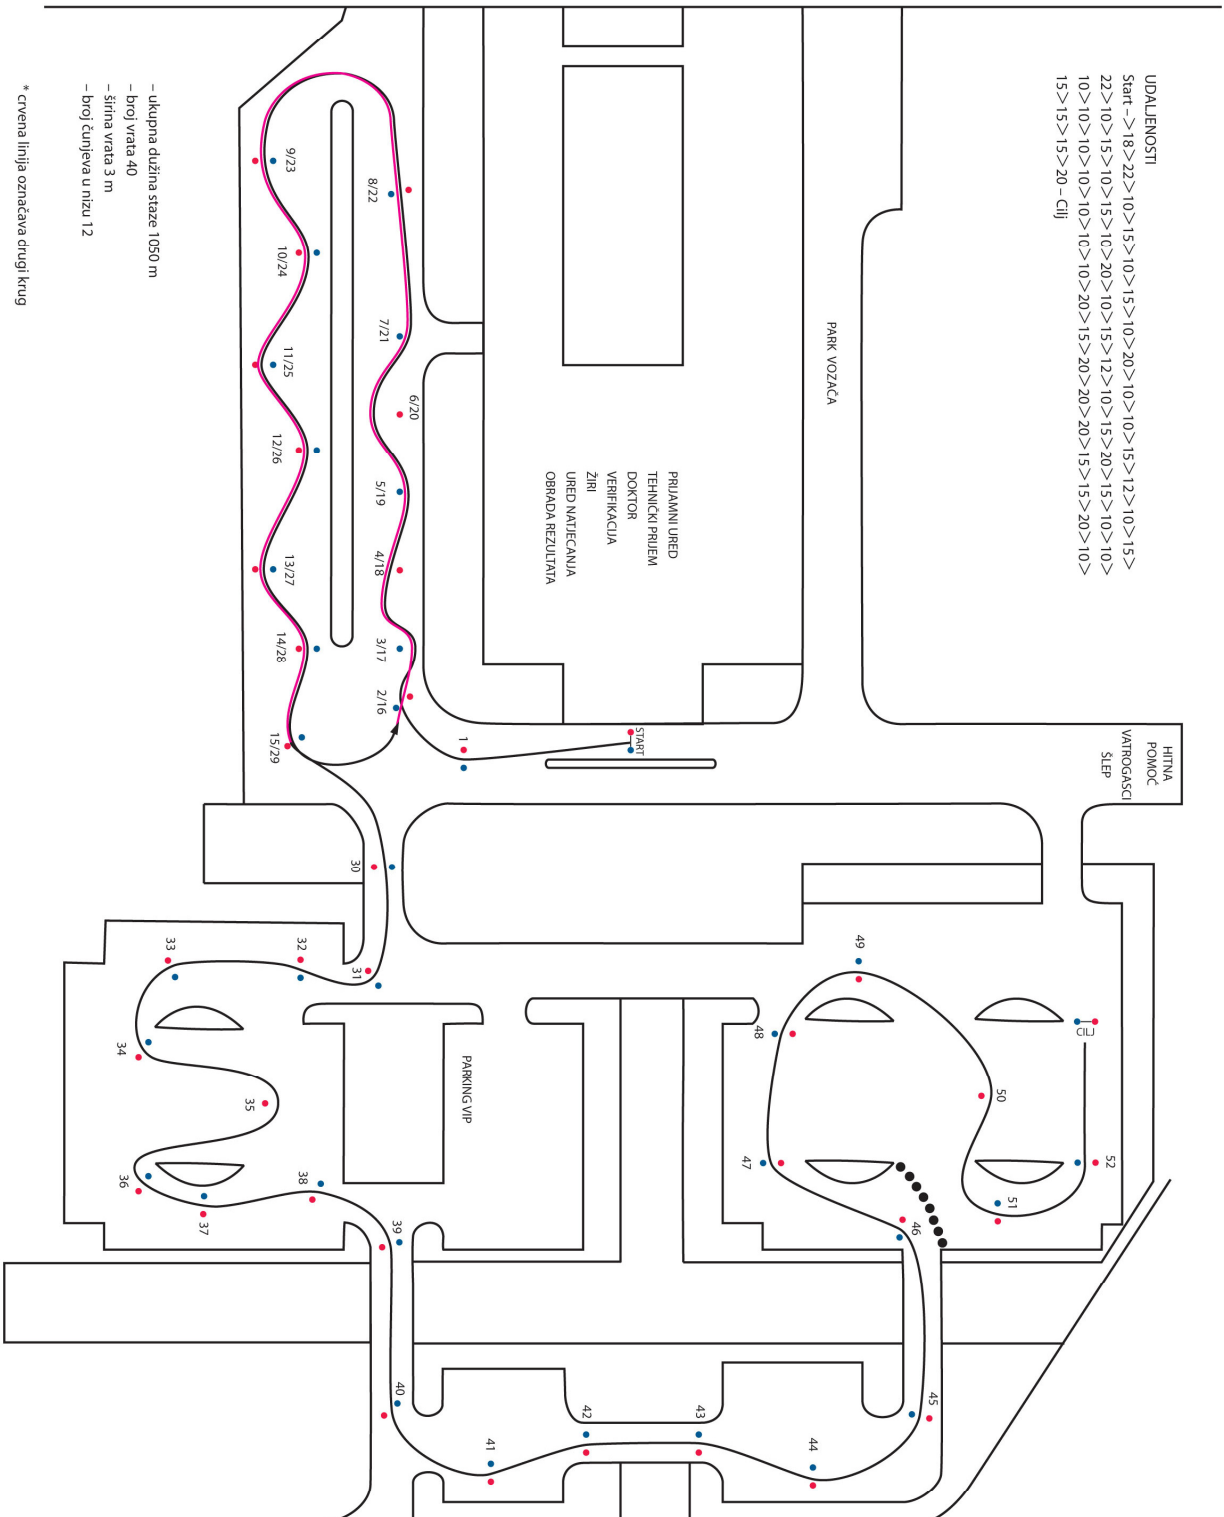 UDALJENOSTI
Start –>18>22>10>15>10>15>10>20>10>10>15>12>10>15>
22>10>15>10>15>10>20>10>15>12>10>15>20>15>10>10>
10>10>10>10>10>10>10>20>15>20>20>20>15>15>20>10>
15>15>15>20 – Cilj
HITNA
POMOĆ
VATROGASCI
ŠLEP
PARK VOZAČA
PRIJAMNI URED
TEHNIČKI PRIJEM
DOKTOR
VERIFIKACIJA
ŽIRI
URED NATJECANJA
OBRADA REZULTATA
START
1
2/16
3/17
4/18
5/19
6/20
7/21
8/22
9/23
10/24
11/25
12/26
13/27
14/28
15/29
30
31
32
33
34
35
36
37
38
39
40
41
42
43
44
45
46
47
48
49
50
51
52
CILJ
PARKING VIP
– ukupna dužina staze 1050 m
– broj vrata 40
– širina vrata 3 m
– broj čunjeva u nizu 12
* crvena linija označava drugi krug